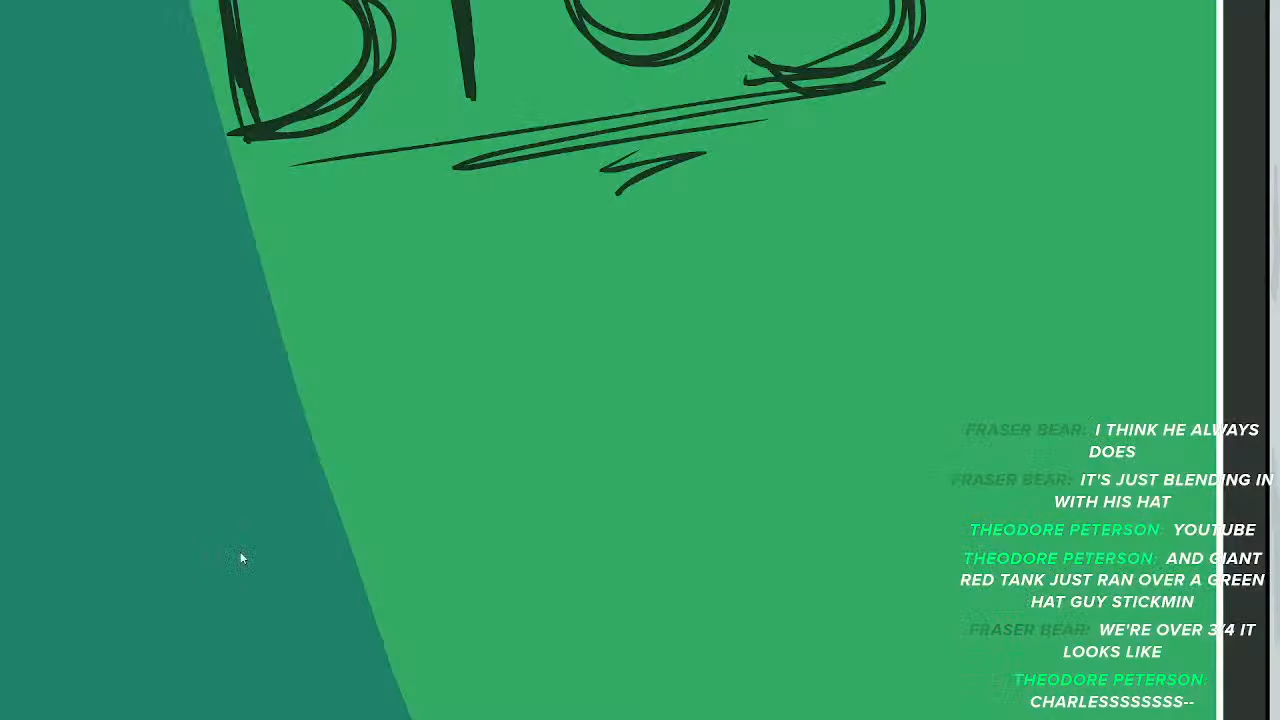 BYOS
FRASER BEAR: I THINK HE ALWAYS
DOES
FRASER BEAR: IT'S JUST BLENDING IN
WITH HIS HAT
THEODORE PETERSON: YOUTUBE
THEODORE PETERSON: AND GIANT
RED TANK JUST RAN OVER A GREEN
HAT GUY STICKMIN
FRASER BEAR: WE'RE OVER 3/4 IT
LOOKS LIKE
THEODORE PETERSON:
CHARLESSSSSSSS--